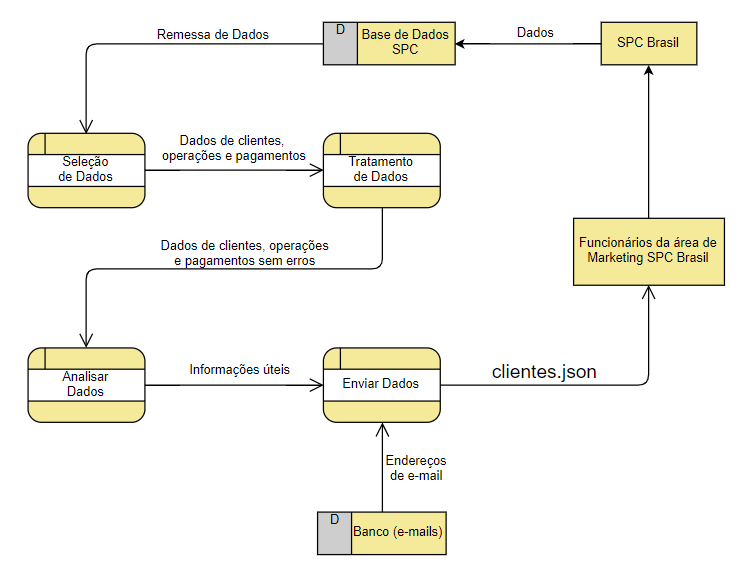 Remessa de Dados
D
Base de Dados
SPC
Dados
SPC Brasil
Seleção
de Dados
Dados de clientes,
operações e pagamentos
Tratamento
de Dados
Funcionários da área de
Marketing SPC Brasil
Dados de clientes, operações
e pagamentos sem erros
Analisar
Dados
Informações úteis
Enviar Dados
clientes.json
Endereços
de e-mail
D
Banco (e-mails)